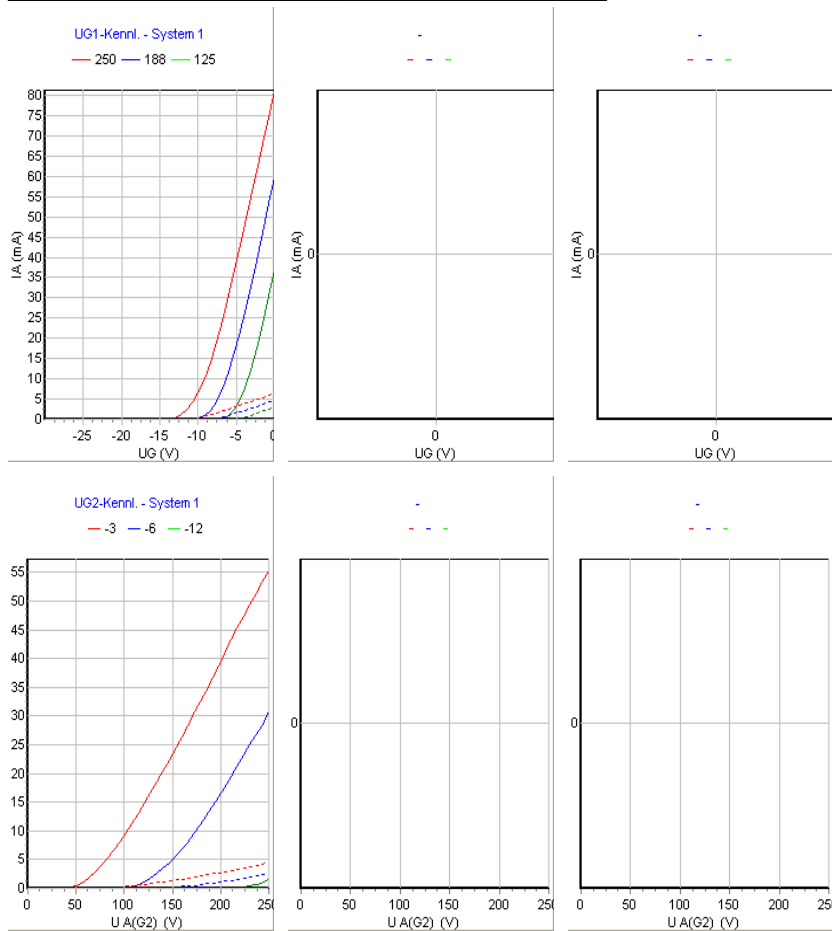 UG1-Kennl. - System 1
250 188 125
80
75
70
65
60
55
50
45
40
35
30
25
20
15
10
5
0
IA (mA)
-25 -20 -15 -10 -5 0
UG (V)
-
0
IA (mA)
0
UG (V)
-
0
IA (mA)
0
UG (V)
UG2-Kennl. - System 1
-3 -6 -12
55
50
45
40
35
30
25
20
15
10
5
0
0 50 100 150 200 250
U A(G2) (V)
-
0
0 50 100 150 200 250
U A(G2) (V)
-
0
0 50 100 150 200 250
U A(G2) (V)